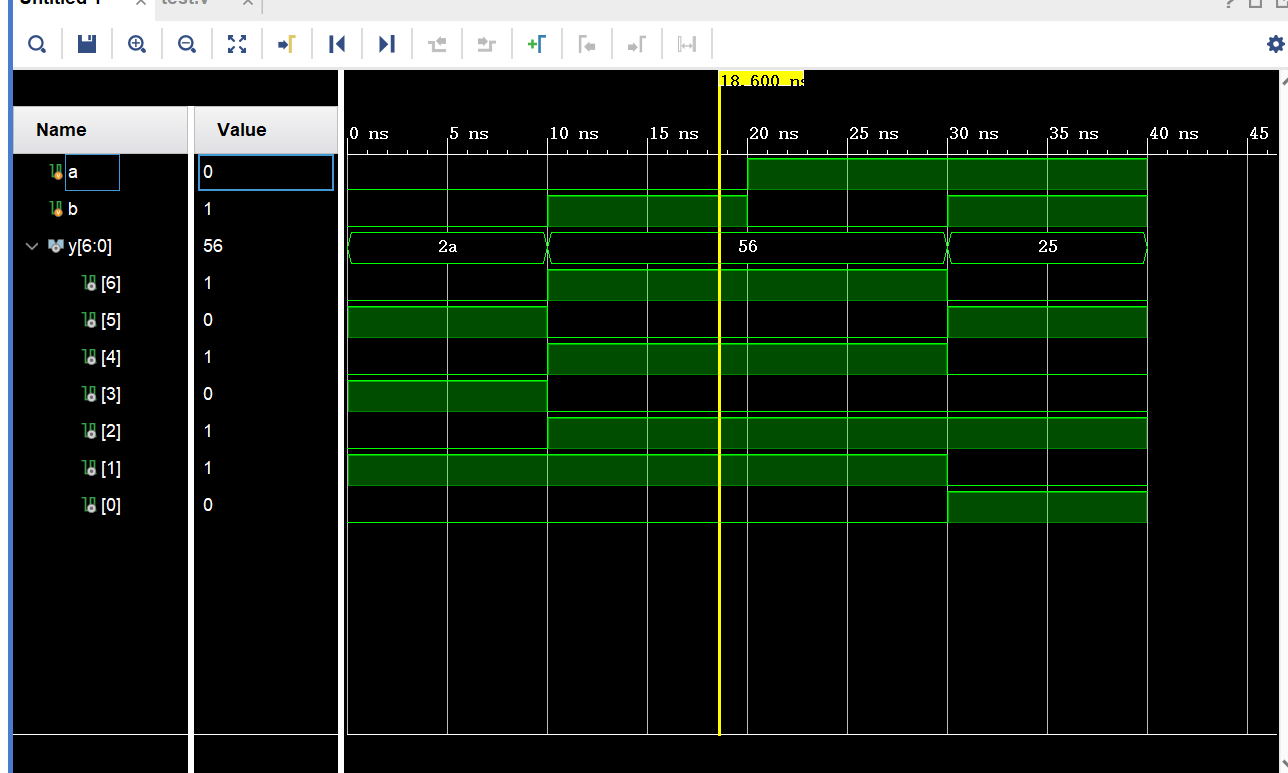 Untitled 1 × test.v ×
?
18.600 ns
Name Value
0 ns 5 ns 10 ns 15 ns 20 ns 25 ns 30 ns 35 ns 40 ns 45
a 0
b 1
y[6:0] 56 2a 56 25
[6] 1
[5] 0
[4] 1
[3] 0
[2] 1
[1] 1
[0] 0